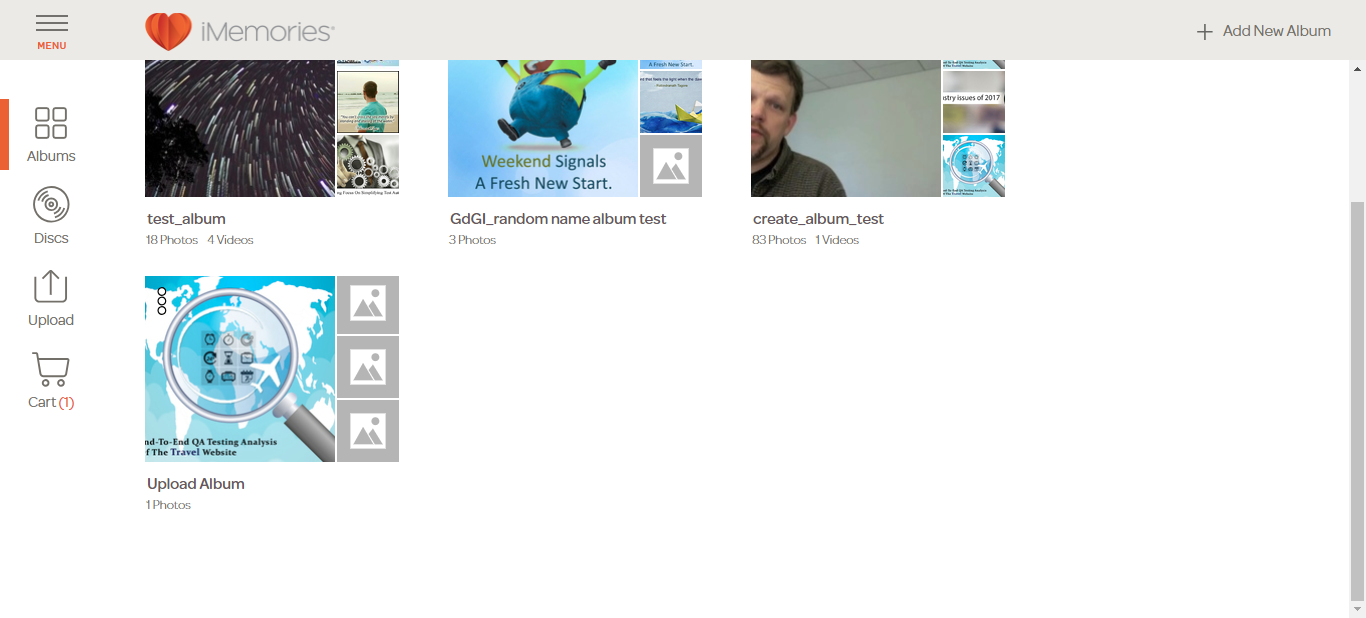 MENU
iMemories
Add New Album
Albums
Discs
Upload
Cart (1)
A Fresh New Start.
Weekend Signals
A Fresh New Start.
stry issues of 2017
test_album
18 Photos 4 Videos
GdGl_random name album test
3 Photos
create_album_test
83 Photos 1 Videos
nd-To-End QA Testing Analysis
f The Travel Website
Upload Album
1 Photos